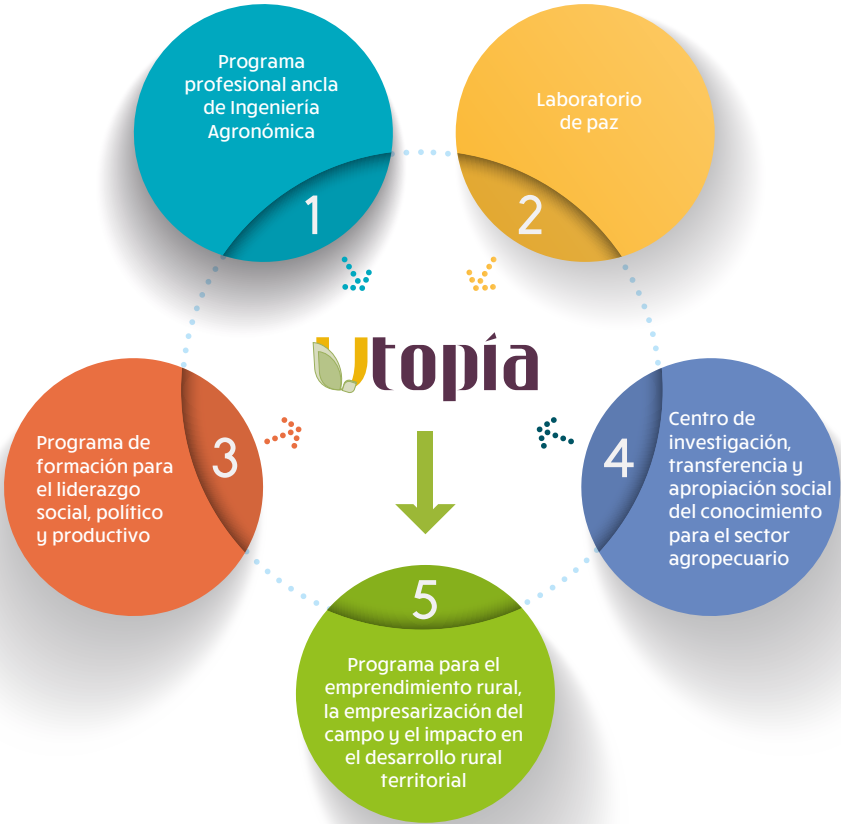 Programa
profesional ancla
de Ingeniería
Agronómica
1
Laboratorio
de paz
2
Utopía
Programa de
formación para
el liderazgo
social, político
y productivo
3
4
Centro de
investigación,
transferencia y
apropiación social
del conocimiento
para el sector
agropecuario
5
Programa para el
emprendimiento rural,
la empresarización del
campo y el impacto en
el desarrollo rural
territorial